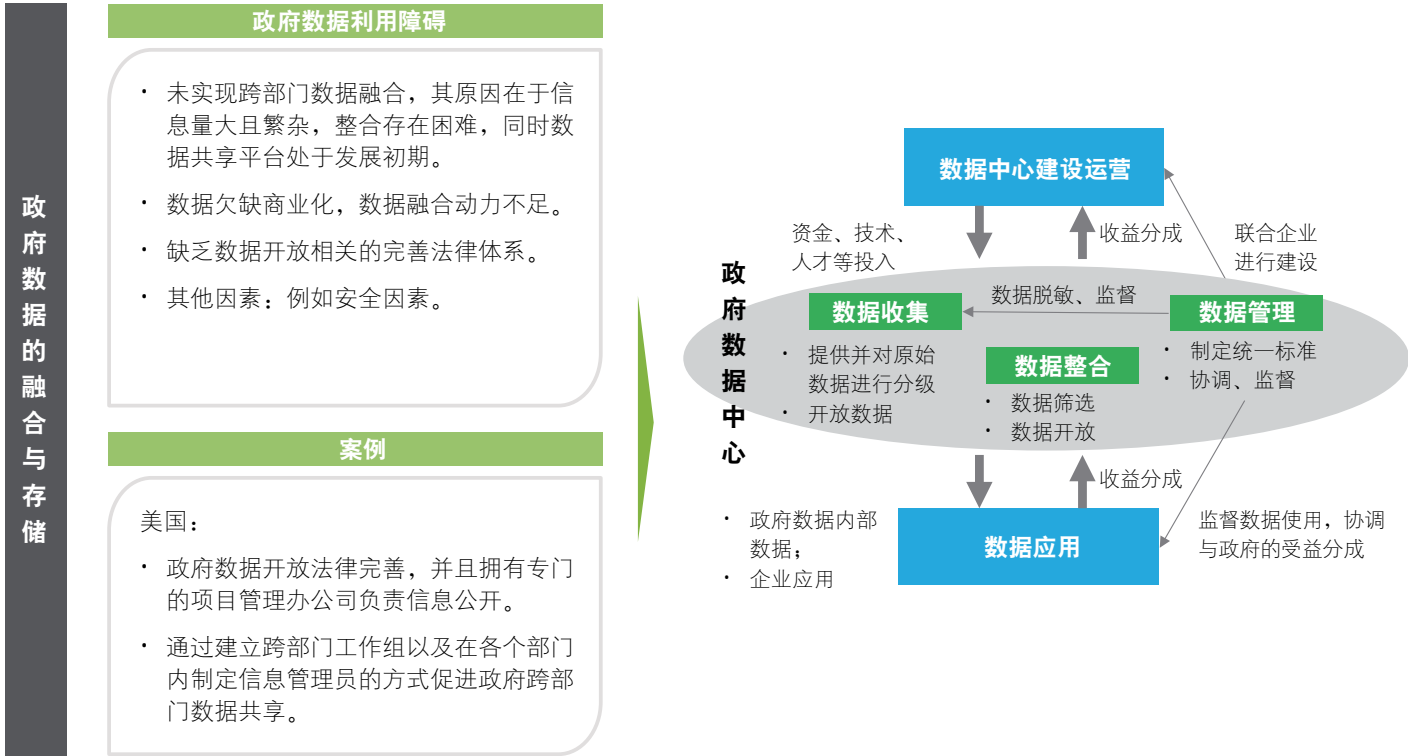 政府数据的融合与存储
政府数据利用障碍
· 未实现跨部门数据融合，其原因在于信
息量大且繁杂，整合存在困难，同时数
据共享平台处于发展初期。
· 数据欠缺商业化，数据融合动力不足。
· 缺乏数据开放相关的完善法律体系。
· 其他因素：例如安全因素。
案例
美国：
· 政府数据开放法律完善，并且拥有专门
的项目管理办公司负责信息公开。
· 通过建立跨部门工作组以及在各个部门
内制定信息管理员的方式促进政府跨部
门数据共享。
政府数据中心
数据中心建设运营
资金、技术、
人才等投入
收益分成
联合企业
进行建设
数据收集
数据脱敏、监督
数据管理
· 提供并对原始
数据进行分级
· 开放数据
数据整合
· 数据筛选
· 数据开放
· 制定统一标准
· 协调、监督
收益分成
· 政府数据内部
数据；
· 企业应用
数据应用
监督数据使用，协调
与政府的受益分成